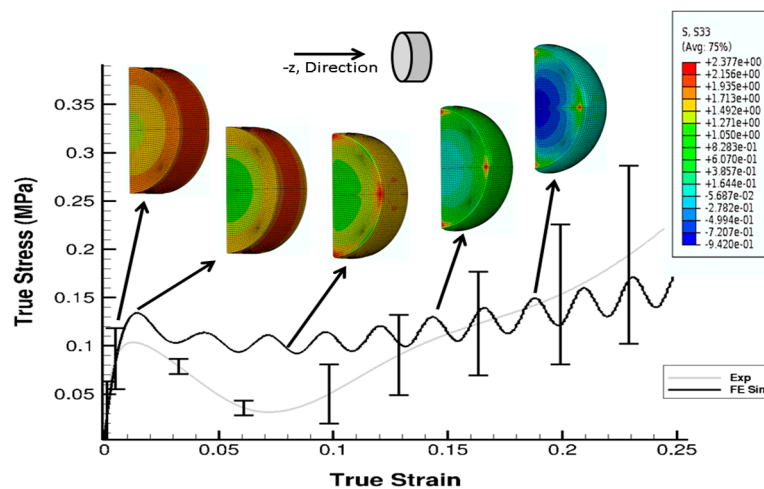 -z, Direction
S, S33
(Avg: 75%)
+2.377e+00
+2.156e+00
+1.935e+00
+1.713e+00
+1.492e+00
+1.271e+00
+1.050e+00
+8.283e-01
+6.070e-01
+3.857e-01
+1.644e-01
-5.687e-02
-2.782e-01
-4.994e-01
-7.207e-01
-9.420e-01
True Stress (MPa)
0.35
0.3
0.25
0.2
0.15
0.1
0.05
0
0.05
0.1
0.15
0.2
0.25
True Strain
Exp
FE Sim